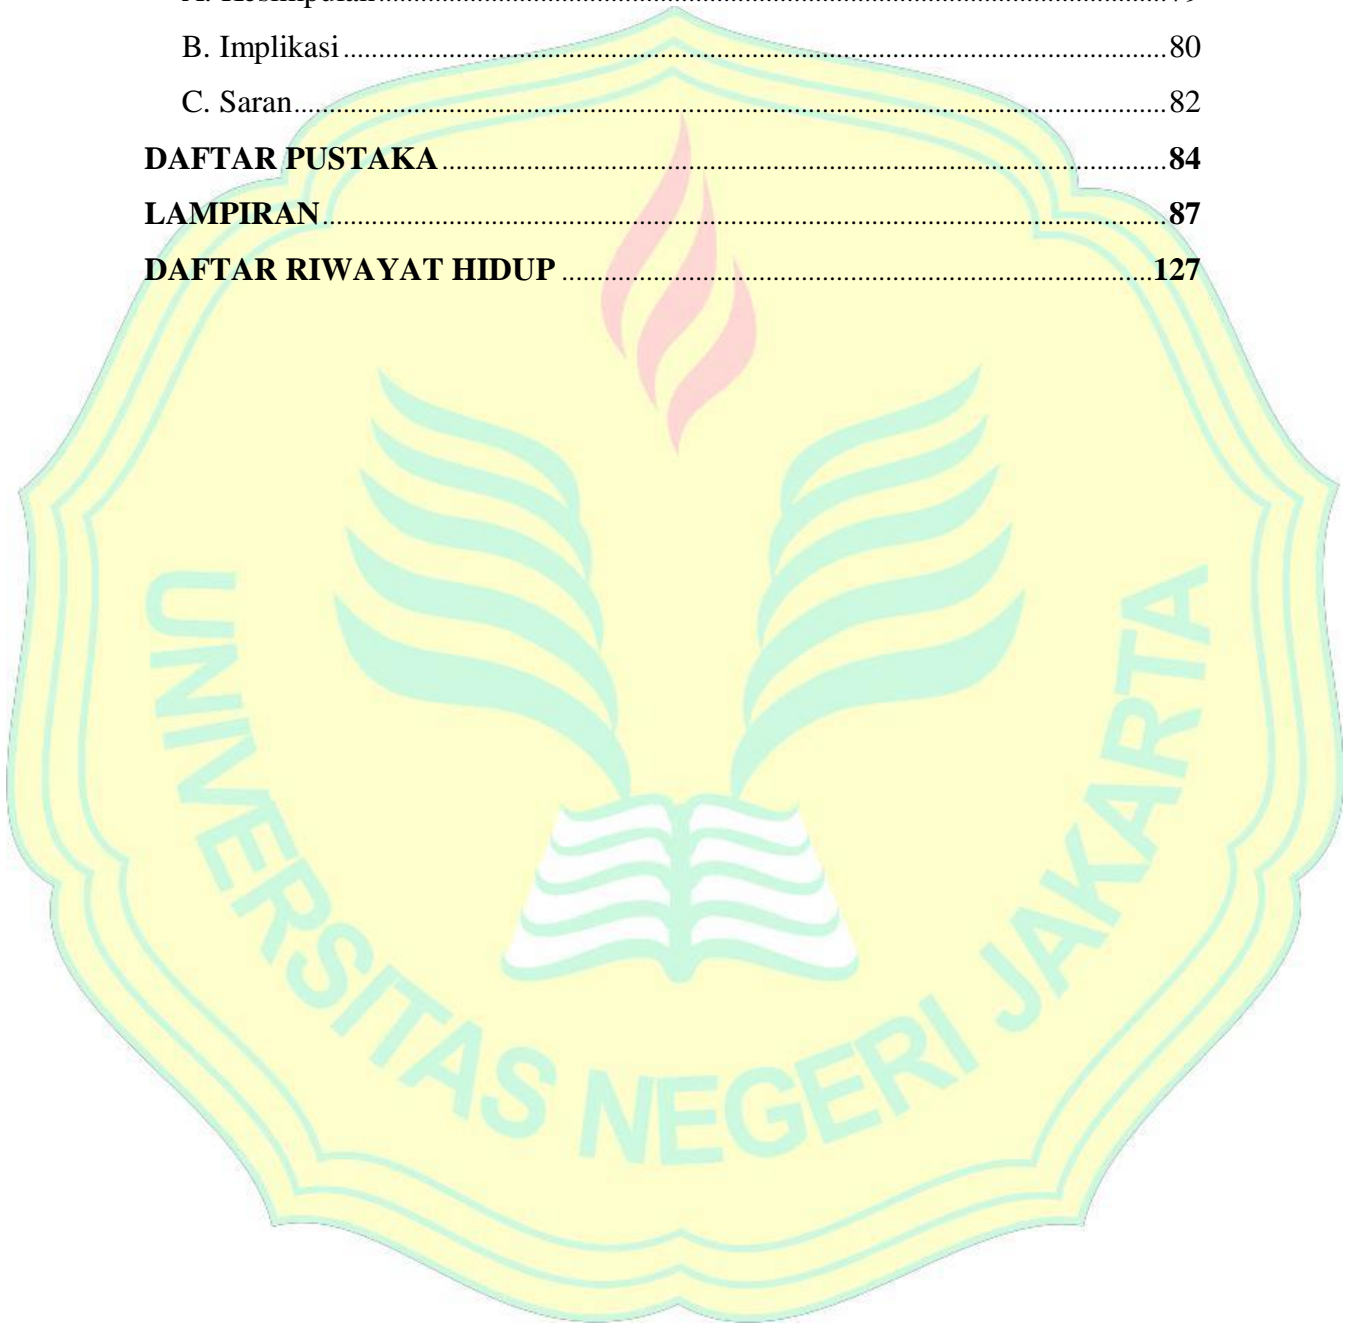 B. Implikasi........................................................................................................80
C. Saran..............................................................................................................82
DAFTAR PUSTAKA............................................................................................84
LAMPIRAN..........................................................................................................87
DAFTAR RIWAYAT HIDUP ..........................................................................127
UNIVERSITAS NEGERI JAKARTA